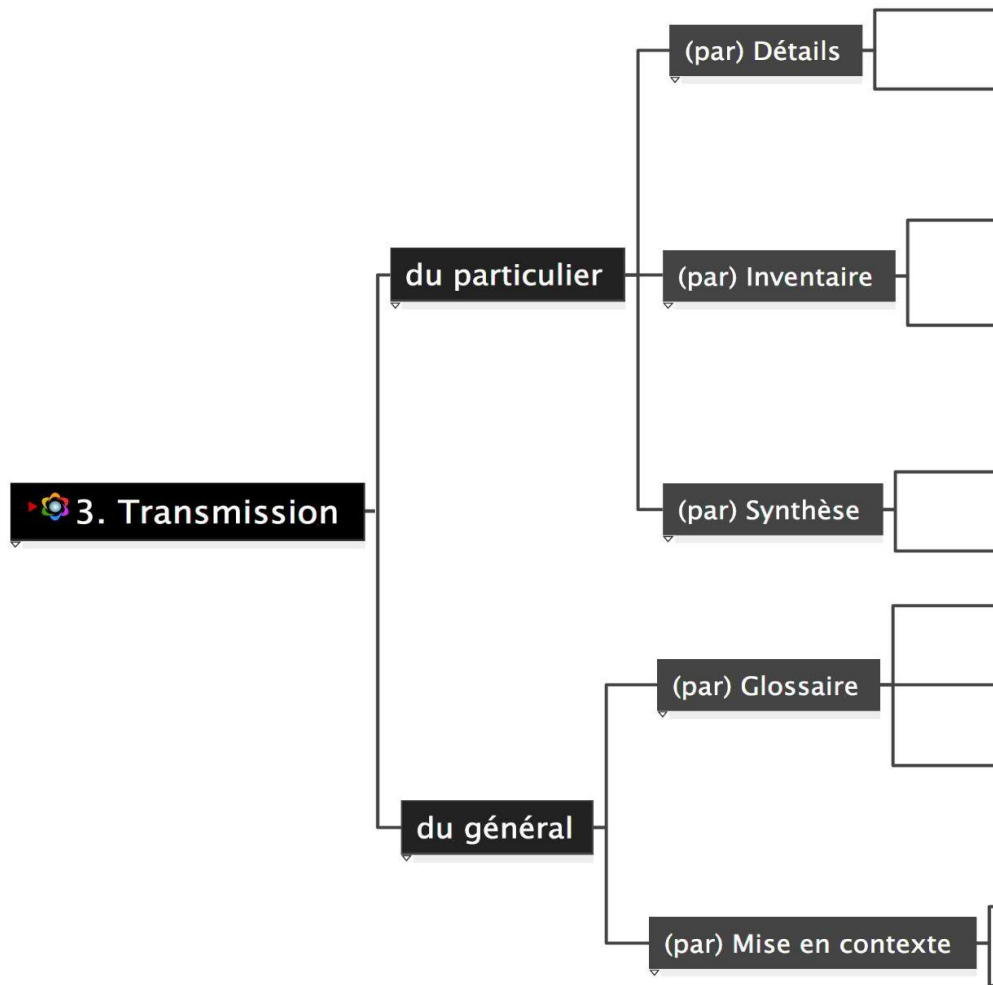 3. Transmission
du particulier
(par) Détails
(par) Inventaire
(par) Synthèse
du général
(par) Glossaire
(par) Mise en contexte